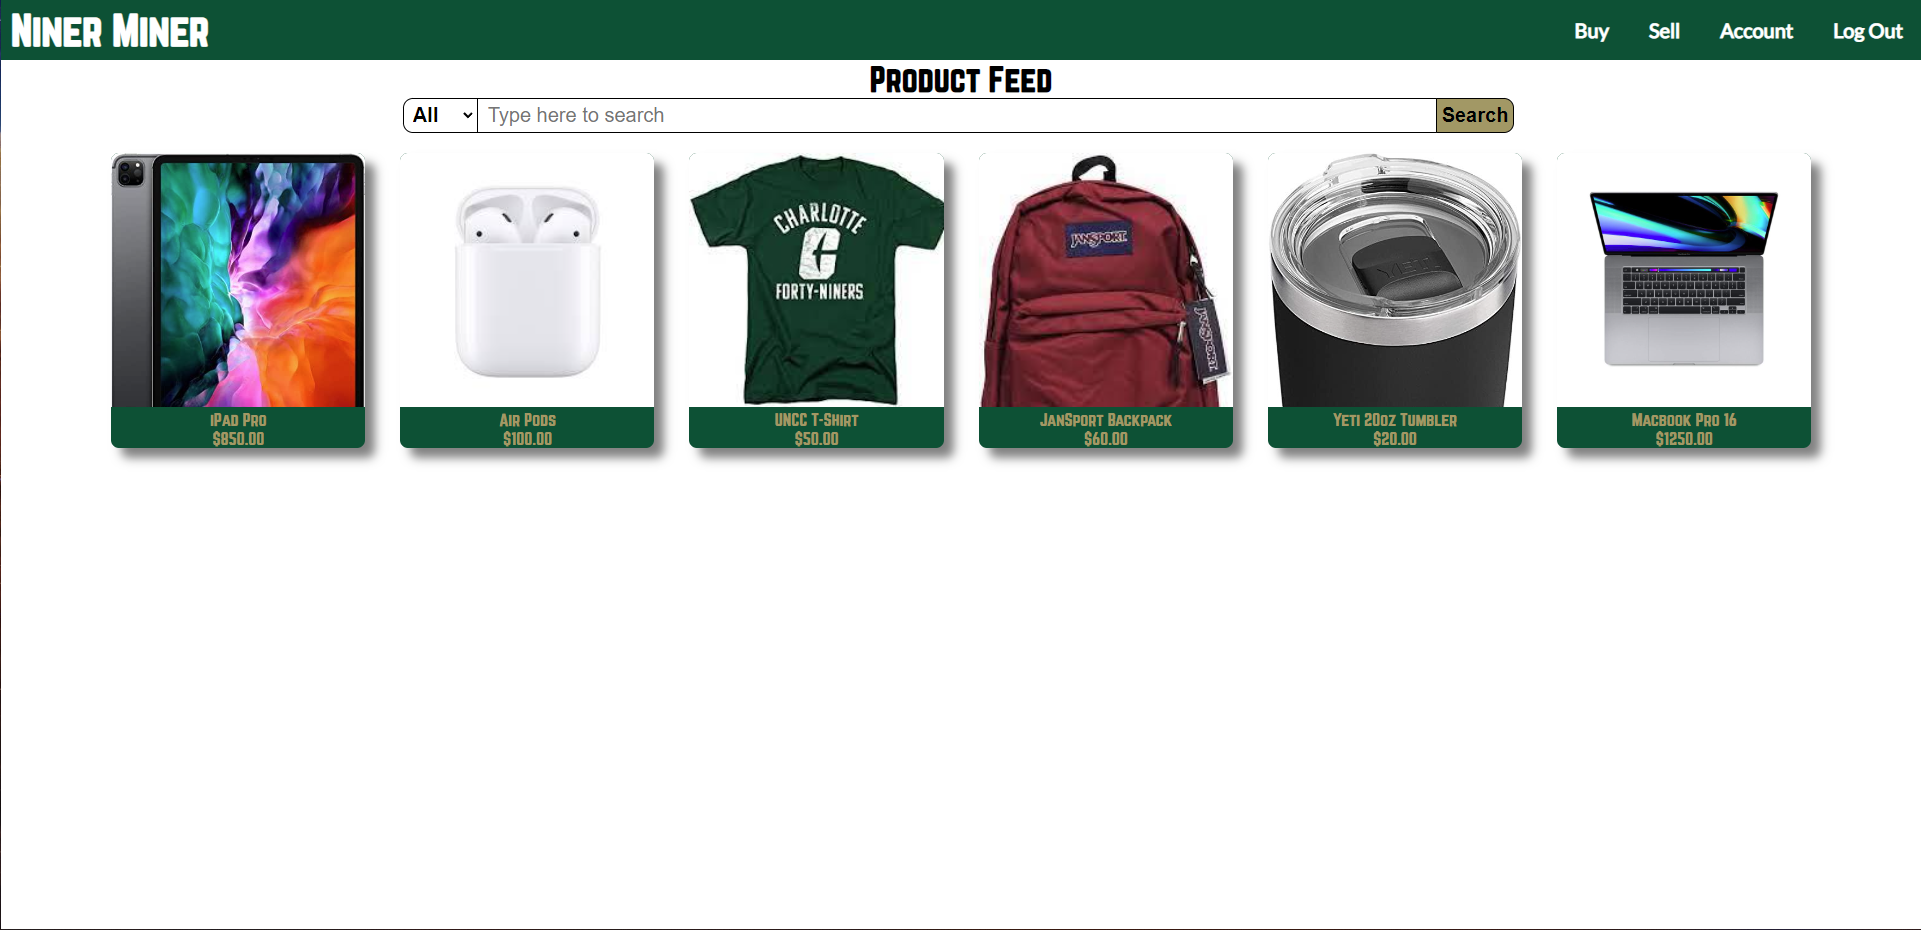 Niner Miner
Buy Sell Account Log Out
Product Feed
All Type here to search Search
CHARLOTTE
C
FORTY-NINERS
JANSPORT
JANSPORT
YETI
iPad Pro
$850.00
Air Pods
$100.00
UNCC T-Shirt
$50.00
JanSport Backpack
$60.00
Yeti 20oz Tumbler
$20.00
Macbook Pro 16
$1250.00